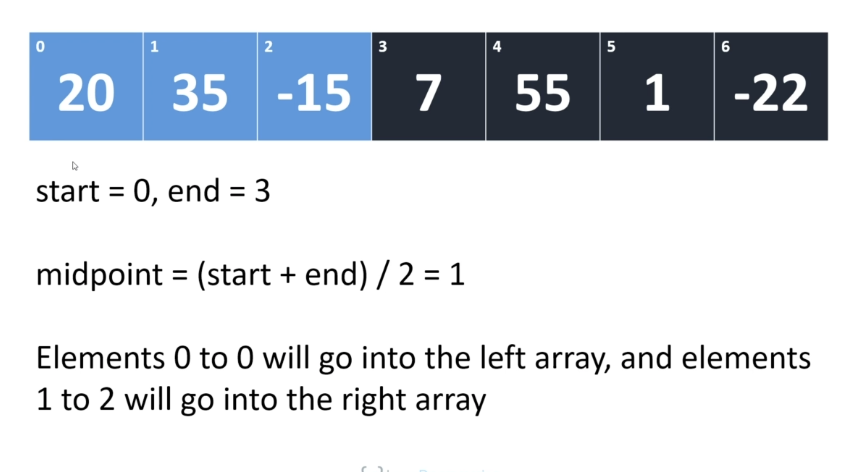 0 1 2 3 4 5 6
20 35 -15 7 55 1 -22
start = 0, end = 3
midpoint = (start + end) / 2 = 1
Elements 0 to 0 will go into the left array, and elements
1 to 2 will go into the right array